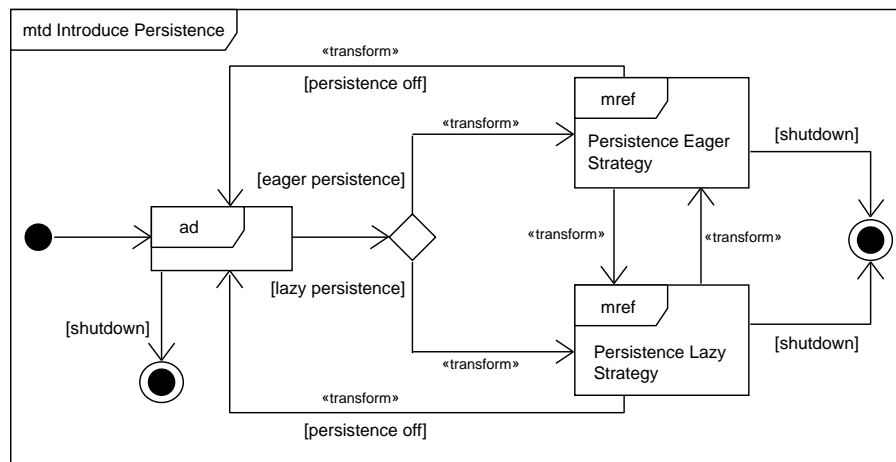 mtd Introduce Persistence
«transform»
[persistence off]
mref
«transform»
Persistence Eager
Strategy
[shutdown]
[eager persistence]
ad
«transform»
«transform»
[lazy persistence]
mref
[shutdown]
Persistence Lazy
Strategy
[shutdown]
«transform»
«transform»
[persistence off]